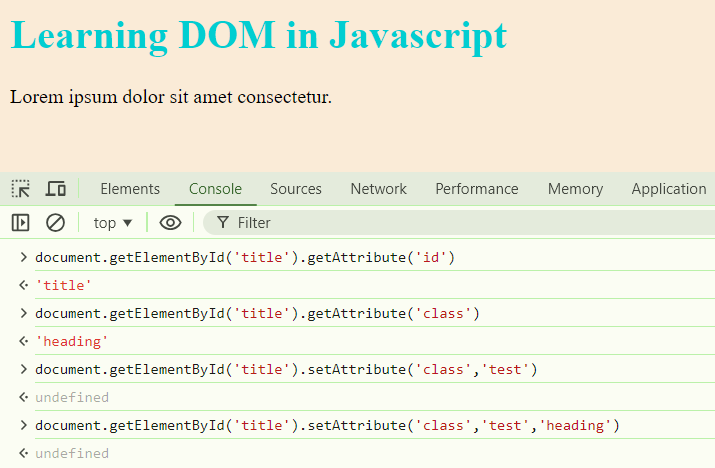 Learning DOM in Javascript
Lorem ipsum dolor sit amet consectetur.
Elements Console Sources Network Performance Memory Application
top Filter
document.getElementById('title').getAttribute('id')
'title'
document.getElementById('title').getAttribute('class')
'heading'
document.getElementById('title').setAttribute('class','test')
undefined
document.getElementById('title').setAttribute('class','test','heading')
undefined